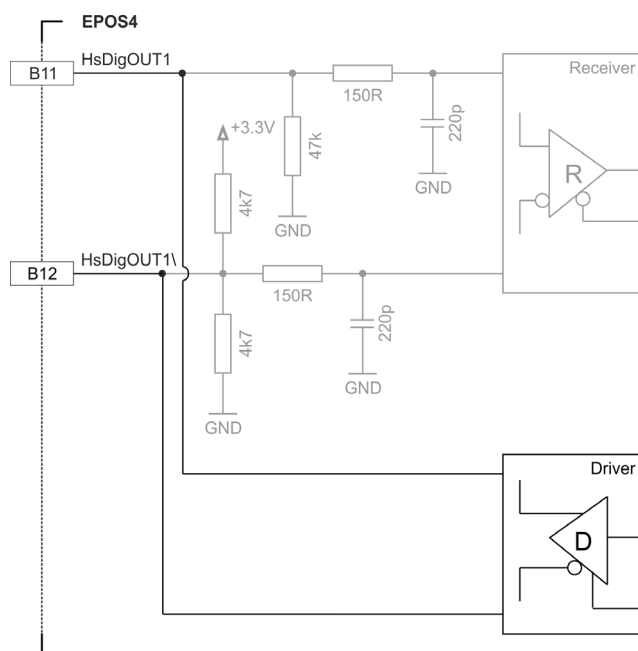 EPOS4
B11
HsDigOUT1
150R
220p
GND
Receiver
R
+3.3V
47k
GND
4k7
B12
HsDigOUT1\
150R
220p
GND
4k7
GND
Driver
D